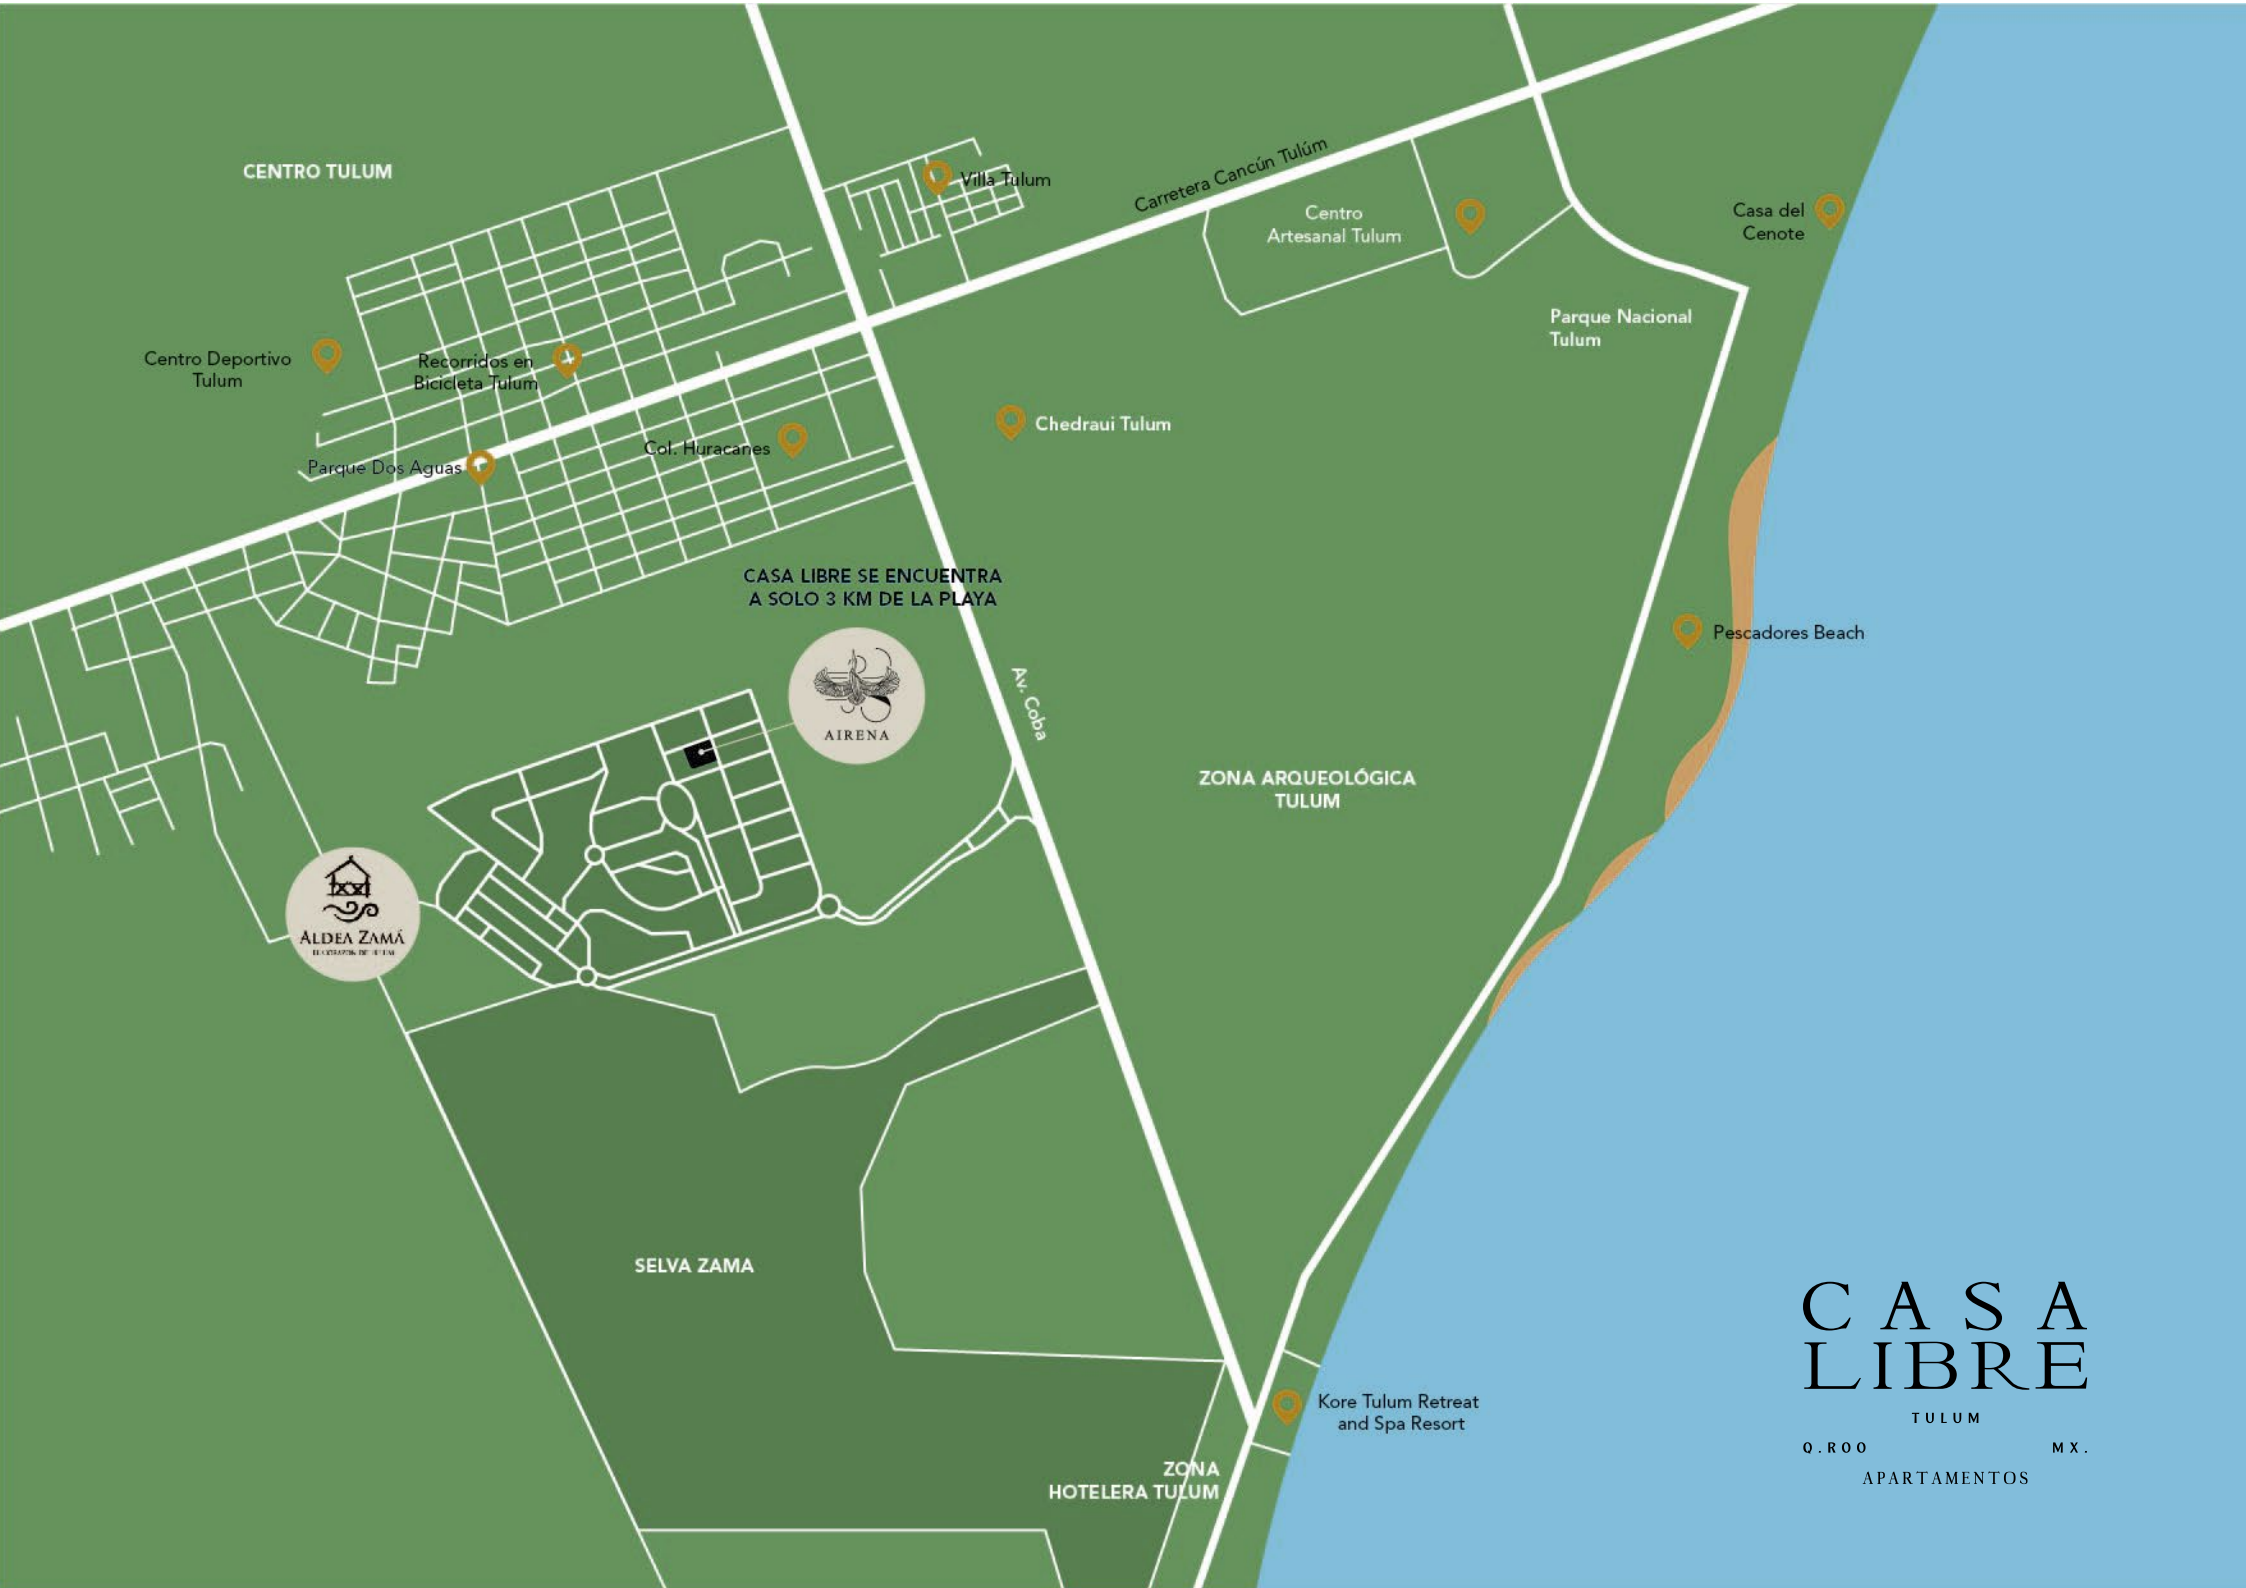 CENTRO TULUM
Villa Tulum
Carretera Cancún Tulúm
Centro
Artesanal Tulum
Casa del
Cenote
Parque Nacional
Tulum
Centro Deportivo
Tulum
Recorridos en
Bicicleta Tulum
Chedraui Tulum
Col. Huracanes
Parque Dos Aguas
CASA LIBRE SE ENCUENTRA
A SOLO 3 KM DE LA PLAYA
Pescadores Beach
AIRENA
Av. Coba
ZONA ARQUEOLÓGICA
TULUM
ALDEA ZAMÁ
SELVA ZAMA
Kore Tulum Retreat
and Spa Resort
ZONA
HOTELERA TULUM
CASA
LIBRE
TULUM
Q.ROO MX.
APARTAMENTOS